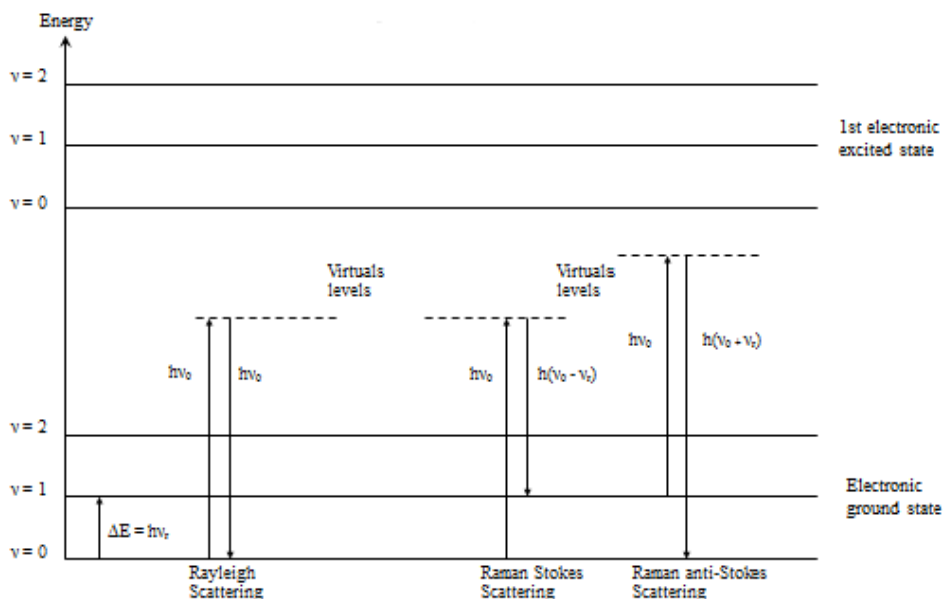 Energy
ν = 2
ν = 1
1st electronic
excited state
ν = 0
Virtuals
levels
Virtuals
levels
hν₀
hν₀
hν₀
h(ν₀ - νᵣ)
hν₀
h(ν₀ + νᵣ)
ν = 2
ν = 1
Electronic
ground state
ΔE = hνᵣ
ν = 0
Rayleigh
Scattering
Raman Stokes
Scattering
Raman anti-Stokes
Scattering